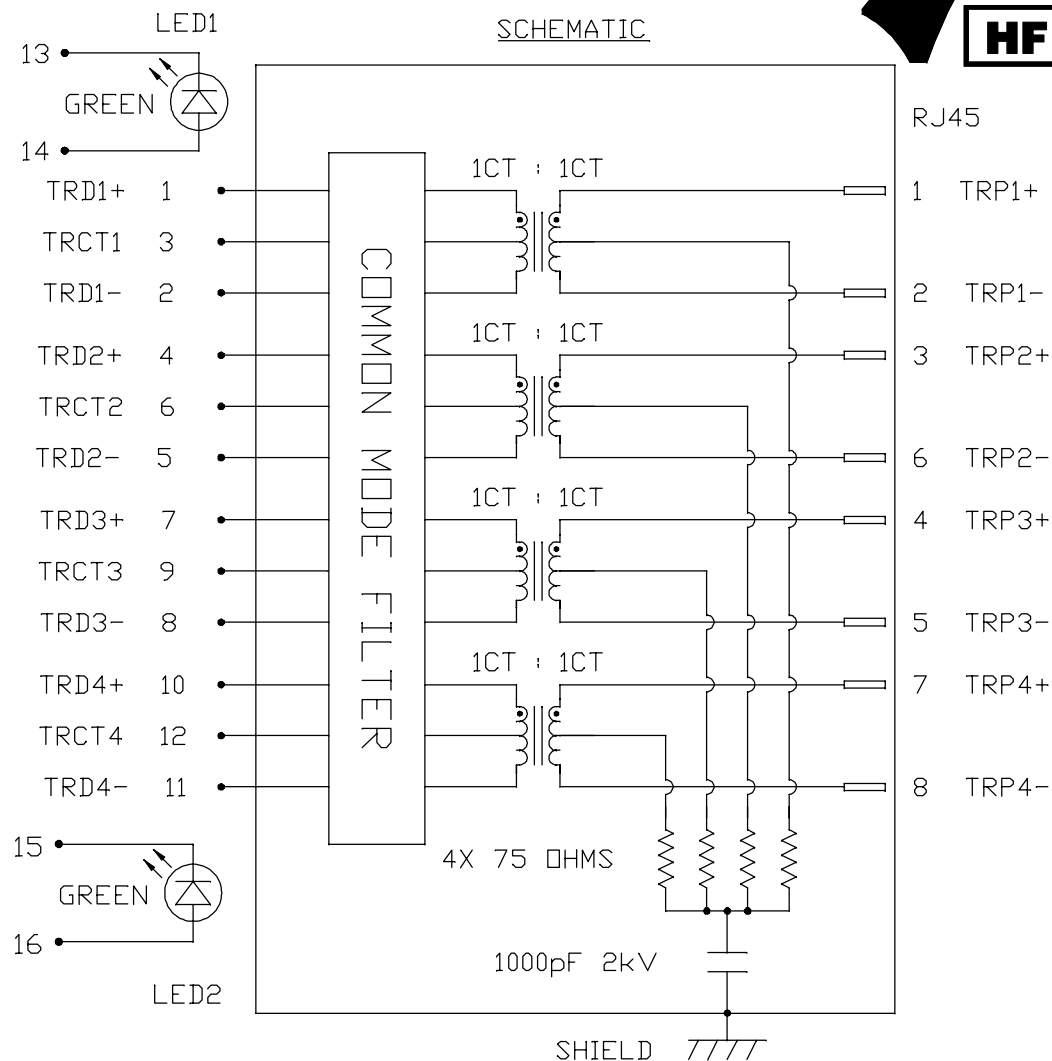 LED1
SCHEMATIC
HF
13
GREEN
14
RJ45
1CT : 1CT
TRD1+ 1
1 TRP1+
TRCT1 3
TRD1- 2
2 TRP1-
1CT : 1CT
TRD2+ 4
3 TRP2+
TRCT2 6
TRD2- 5
6 TRP2-
COMMON MODE FILTER
1CT : 1CT
TRD3+ 7
4 TRP3+
TRCT3 9
TRD3- 8
5 TRP3-
1CT : 1CT
TRD4+ 10
7 TRP4+
TRCT4 12
TRD4- 11
8 TRP4-
15
GREEN
16
LED2
4X 75 OHMS
1000pF 2kV
SHIELD